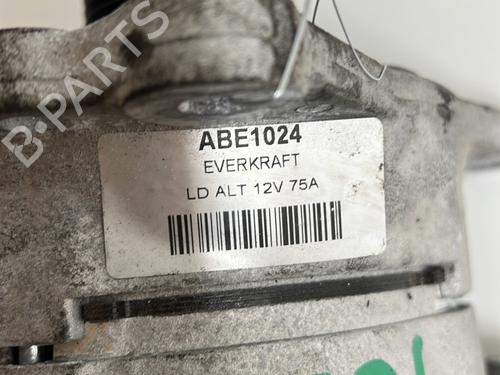 B-PARTS
ABE1024
EVERKRAFT
LD ALT 12V 75A